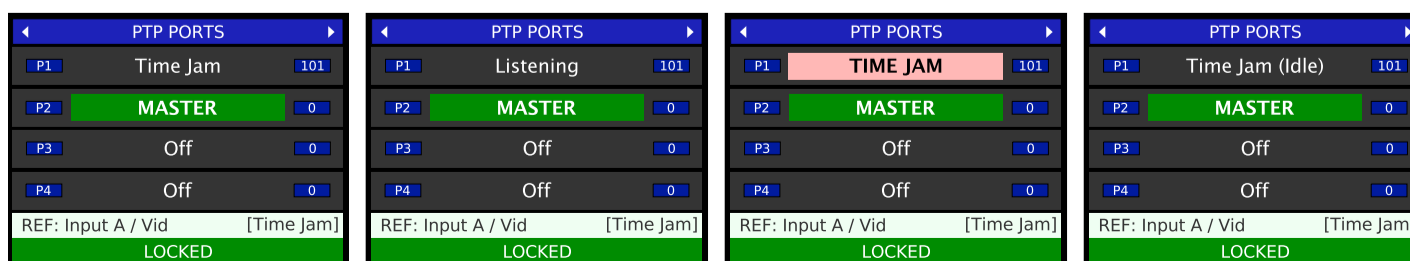 PTP PORTS
P1 Time Jam 101
P2 MASTER 0
P3 Off 0
P4 Off 0
REF: Input A / Vid [Time Jam]
LOCKED
PTP PORTS
P1 Listening 101
P2 MASTER 0
P3 Off 0
P4 Off 0
REF: Input A / Vid [Time Jam]
LOCKED
PTP PORTS
P1 TIME JAM 101
P2 MASTER 0
P3 Off 0
P4 Off 0
REF: Input A / Vid [Time Jam]
LOCKED
PTP PORTS
P1 Time Jam (Idle) 101
P2 MASTER 0
P3 Off 0
P4 Off 0
REF: Input A / Vid [Time Jam
LOCKED